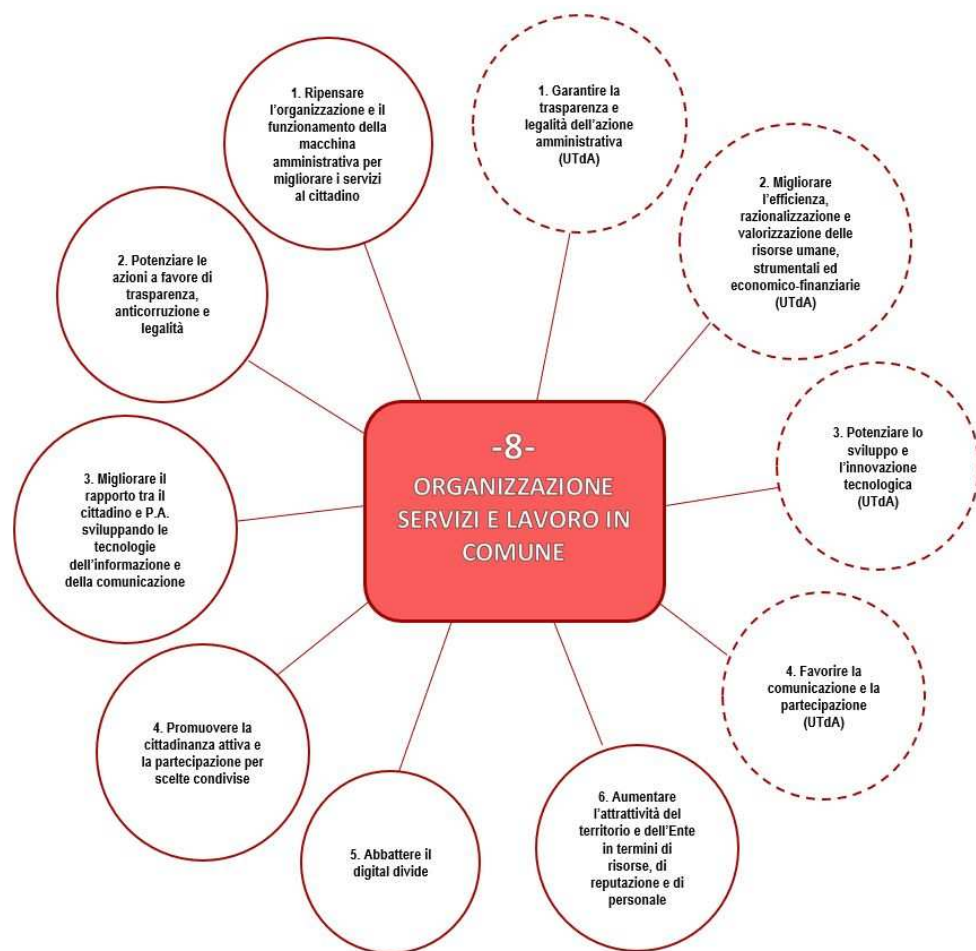 1. Ripensare
l'organizzazione e il
funzionamento della
macchina
amministrativa per
migliorare i servizi
al cittadino
1. Garantire la
trasparenza e
legalità dell'azione
amministrativa
(UTdA)
2. Migliorare
l'efficienza,
razionalizzazione e
valorizzazione delle
risorse umane,
strumentali ed
economico-finanziarie
(UTdA)
2. Potenziare le
azioni a favore di
trasparenza,
anticorruzione e
legalità
-8-
ORGANIZZAZIONE
SERVIZI E LAVORO IN
COMUNE
3. Potenziare lo
sviluppo e
l'innovazione
tecnologica
(UTdA)
3. Migliorare il
rapporto tra il
cittadino e P.A.
sviluppando le
tecnologie
dell'informazione e
della comunicazione
4. Favorire la
comunicazione e la
partecipazione
(UTdA)
4. Promuovere la
cittadinanza attiva e
la partecipazione per
scelte condivise
5. Abbattere il
digital divide
6. Aumentare
l'attrattività del
territorio e dell'Ente
in termini di
risorse, di
reputazione e di
personale